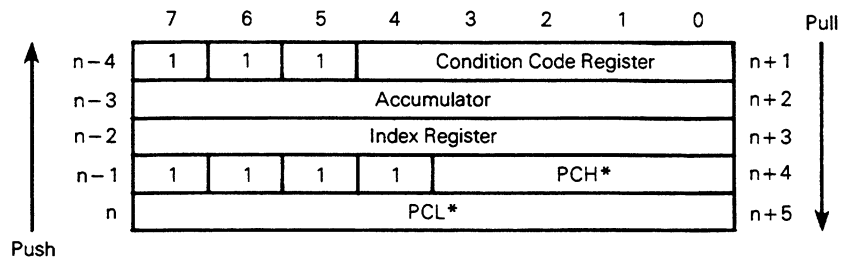 7 6 5 4 3 2 1 0 Pull
n−4 1 1 1 Condition Code Register n+1
n−3 Accumulator n+2
n−2 Index Register n+3
n−1 1 1 1 1 PCH* n+4
n PCL* n+5
Push